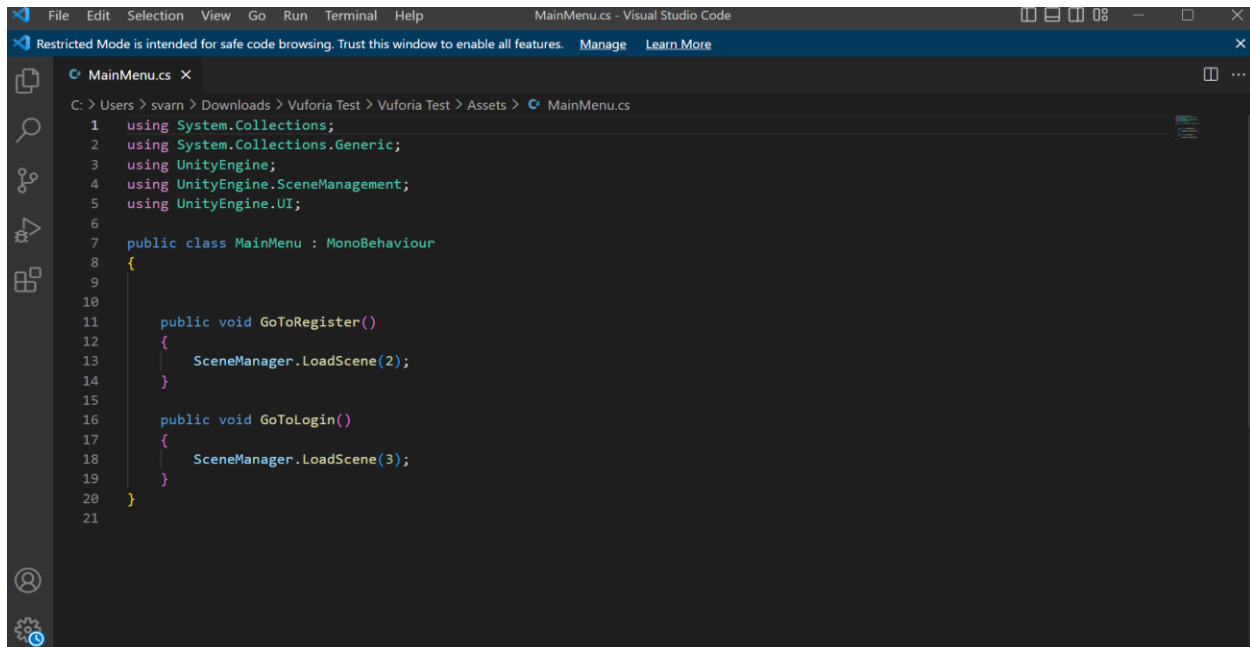 File Edit Selection View Go Run Terminal Help MainMenu.cs - Visual Studio Code
Restricted Mode is intended for safe code browsing. Trust this window to enable all features. Manage Learn More
MainMenu.cs
C: > Users > svarn > Downloads > Vuforia Test > Vuforia Test > Assets > MainMenu.cs
1 using System.Collections;
2 using System.Collections.Generic;
3 using UnityEngine;
4 using UnityEngine.SceneManagement;
5 using UnityEngine.UI;
6
7 public class MainMenu : MonoBehaviour
8 {
9
10
11 public void GoToRegister()
12 {
13 SceneManager.LoadScene(2);
14 }
15
16 public void GoToLogin()
17 {
18 SceneManager.LoadScene(3);
19 }
20 }
21